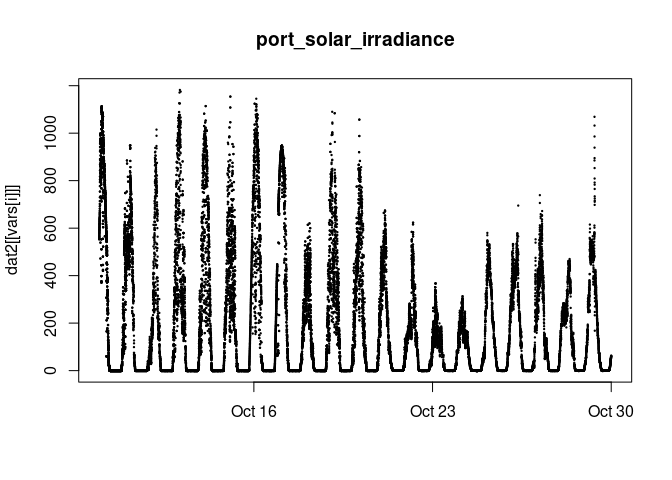 port_solar_irradiance
dat2[[vars[i]]]
0
200
400
600
800
1000
Oct 16
Oct 23
Oct 30